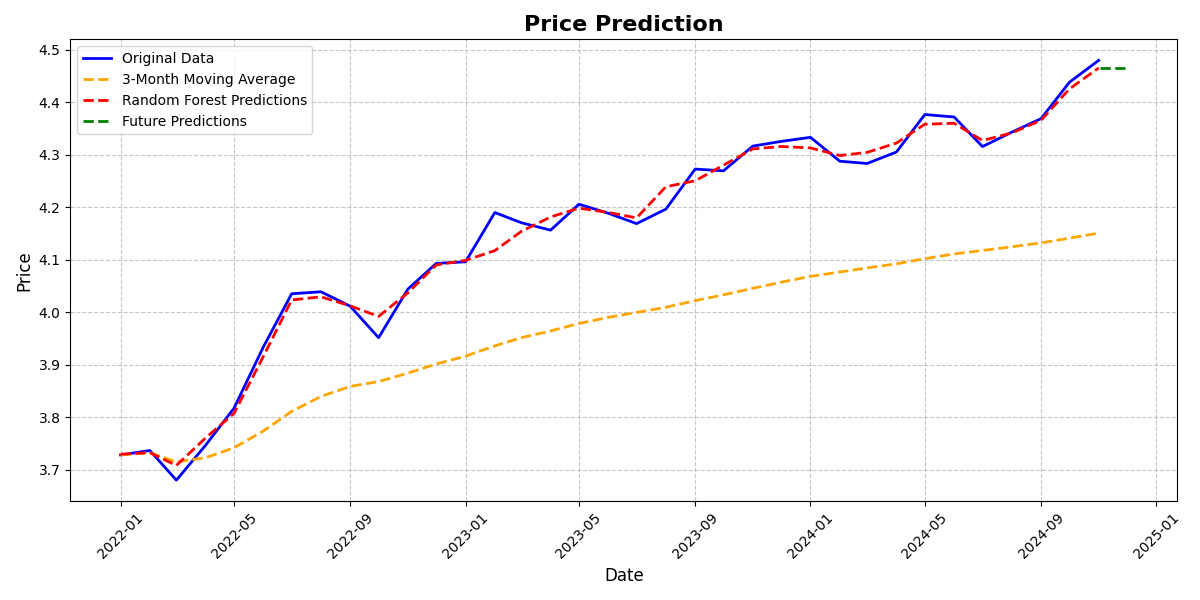 Price Prediction
Original Data
3-Month Moving Average
Random Forest Predictions
Future Predictions
Price
4.5
4.4
4.3
4.2
4.1
4.0
3.9
3.8
3.7
2022-01
2022-05
2022-09
2023-01
2023-05
2023-09
2024-01
2024-05
2024-09
2025-01
Date